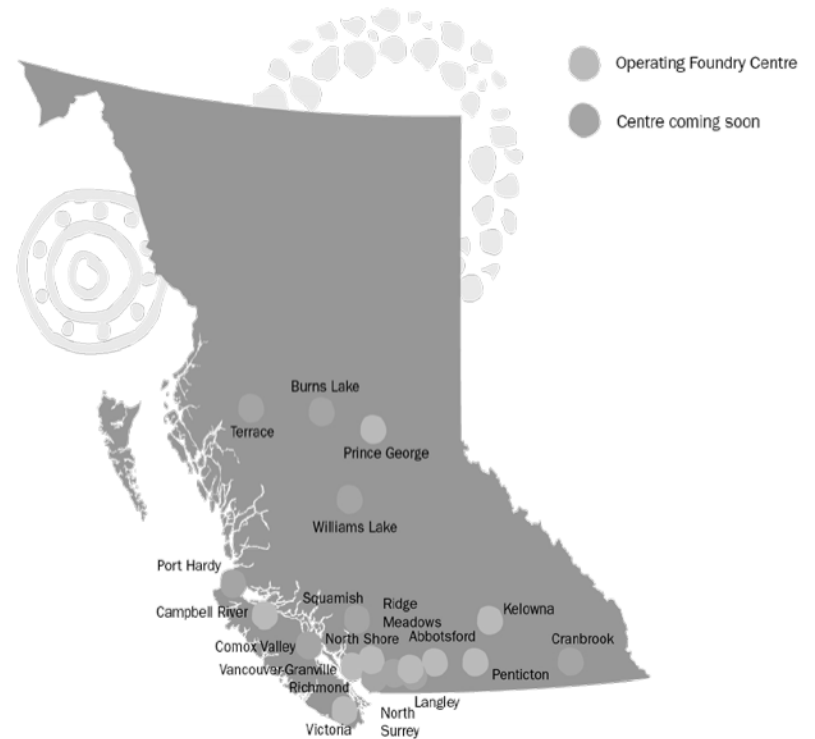 Operating Foundry Centre
Centre coming soon
Burns Lake
Terrace
Prince George
Williams Lake
Port Hardy
Squamish
Ridge
Meadows
Campbell River
Kelowna
North Shore
Abbotsford
Cranbrook
Comox Valley
Vancouver-Granville
Penticton
Richmond
Langley
North
Surrey
Victoria